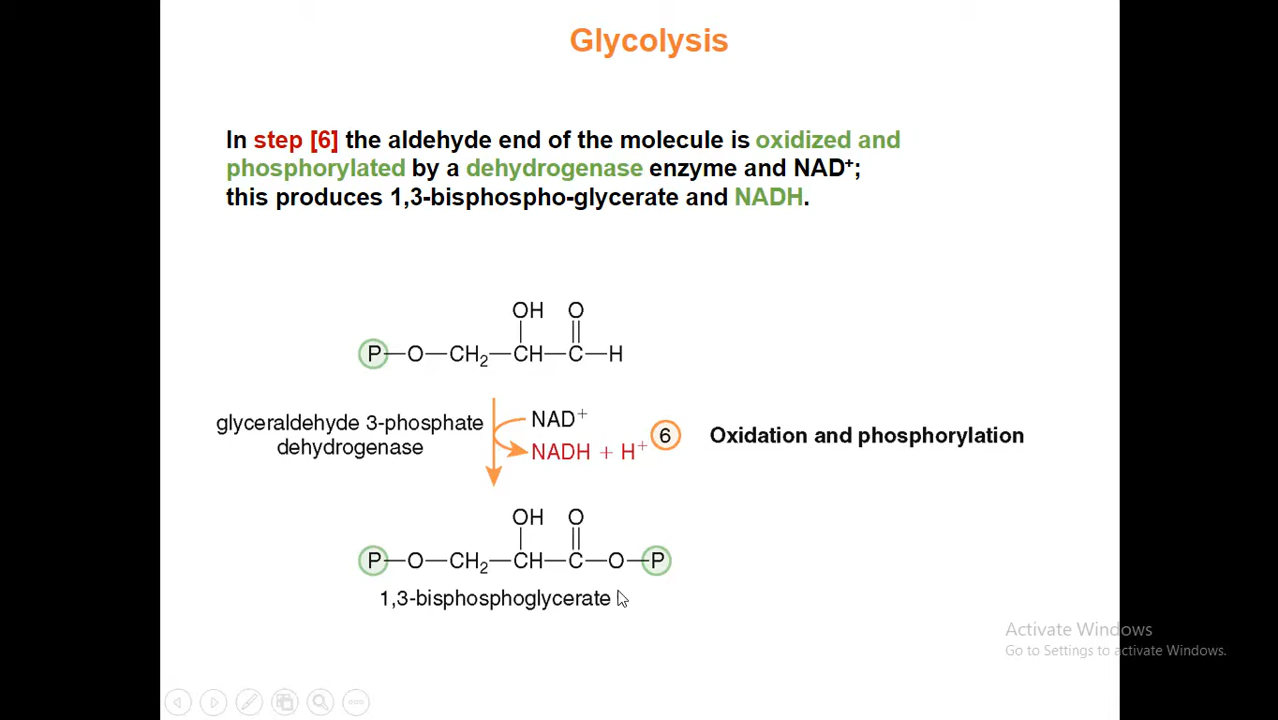 Glycolysis
In step [6] the aldehyde end of the molecule is oxidized and
phosphorylated by a dehydrogenase enzyme and NAD⁺;
this produces 1,3-bisphospho-glycerate and NADH.
OH O
P—O—CH₂—CH—C—H
glyceraldehyde 3-phosphate
dehydrogenase
NAD⁺
NADH + H⁺
6
Oxidation and phosphorylation
OH O
P—O—CH₂—CH—C—O—P
1,3-bisphosphoglycerate
Activate Windows
Go to Settings to activate Windows.